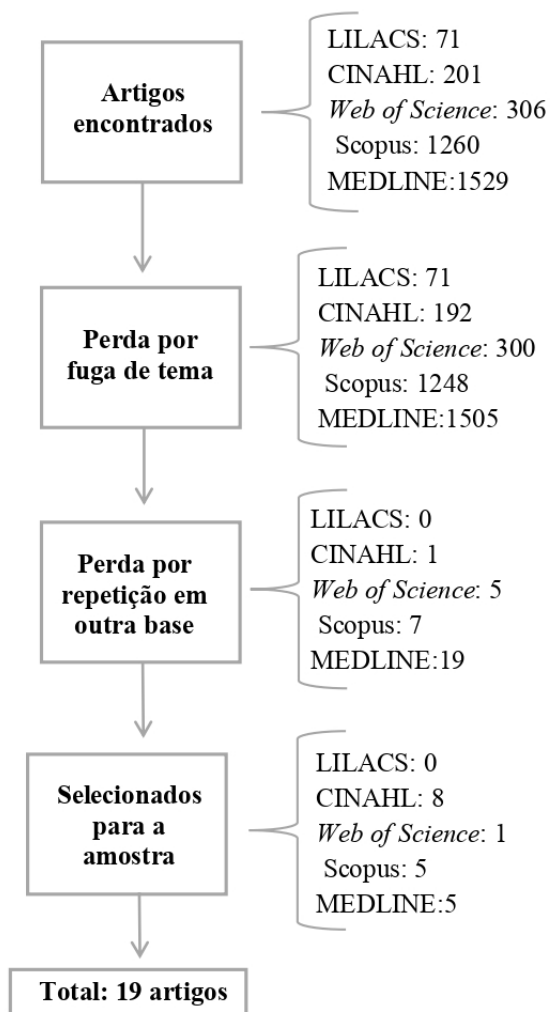 Artigos
encontrados
LILACS: 71
CINAHL: 201
Web of Science: 306
Scopus: 1260
MEDLINE:1529
Perda por
fuga de tema
LILACS: 71
CINAHL: 192
Web of Science: 300
Scopus: 1248
MEDLINE:1505
Perda por
repetição em
outra base
LILACS: 0
CINAHL: 1
Web of Science: 5
Scopus: 7
MEDLINE:19
Selecionados
para a
amostra
LILACS: 0
CINAHL: 8
Web of Science: 1
Scopus: 5
MEDLINE:5
Total: 19 artigos